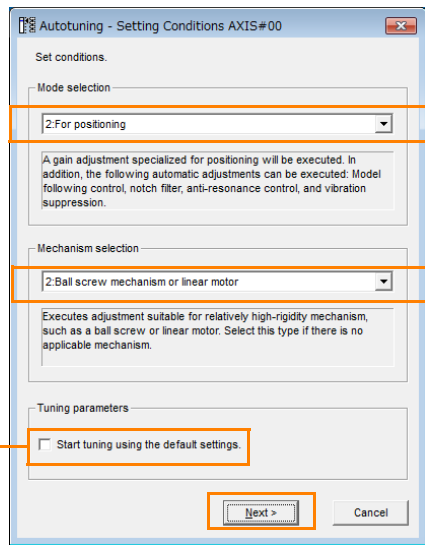 Autotuning - Setting Conditions AXIS#00
Set conditions.
Mode selection
2:For positioning
A gain adjustment specialized for positioning will be executed. In
addition, the following automatic adjustments can be executed: Model
following control, notch filter, anti-resonance control, and vibration
suppression.
Mechanism selection
2:Ball screw mechanism or linear motor
Executes adjustment suitable for relatively high-rigidity mechanism,
such as a ball screw or linear motor. Select this type if there is no
applicable mechanism.
Tuning parameters
Start tuning using the default settings.
Next > Cancel